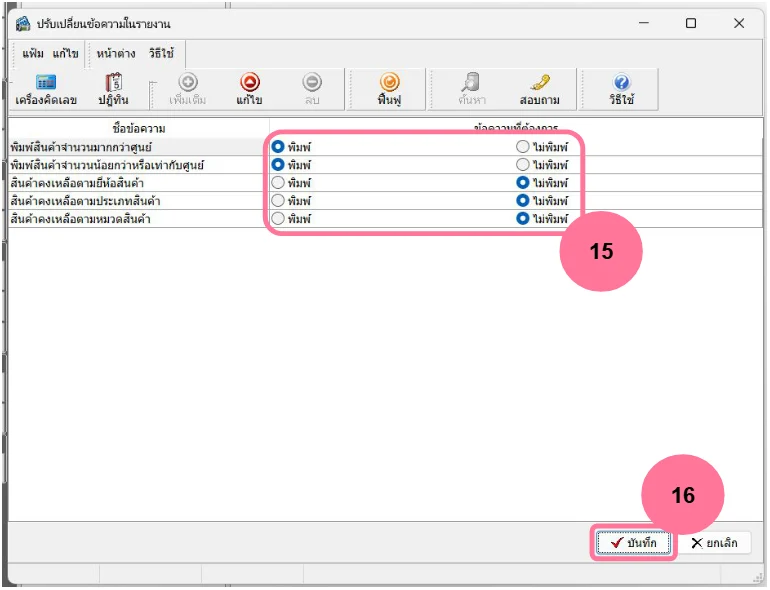 ปรับเปลี่ยนข้อความในรายงาน
แฟ้ม แก้ไข หน้าต่าง วิธีใช้
เครื่องคิดเลข ปฏิทิน เพิ่มเติม แก้ไข ลบ ฟื้นฟู ค้นหา สอบถาม วิธีใช้
ชื่อข้อความ ข้อความที่ต้องการ
พิมพ์สินค้าจำนวนมากกว่าศูนย์ พิมพ์ ไม่พิมพ์
พิมพ์สินค้าจำนวนน้อยกว่าหรือเท่ากับศูนย์ พิมพ์ ไม่พิมพ์
สินค้าคงเหลือตามยี่ห้อสินค้า พิมพ์ ไม่พิมพ์
สินค้าคงเหลือตามประเภทสินค้า พิมพ์ ไม่พิมพ์
สินค้าคงเหลือตามหมวดสินค้า พิมพ์ ไม่พิมพ์
15
16
บันทึก ยกเลิก